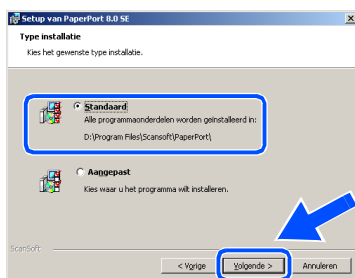 Setup van PaperPort 8.0 SE
Type installatie
Kies het gewenste type installatie.
Standaard
Alle programmaonderdelen worden geïnstalleerd in:
D:\Program Files\Scansoft\PaperPort\
Aangepast
Kies waar u het programma wilt installeren.
ScanSoft
< Vorige
Volgende >
Annuleren